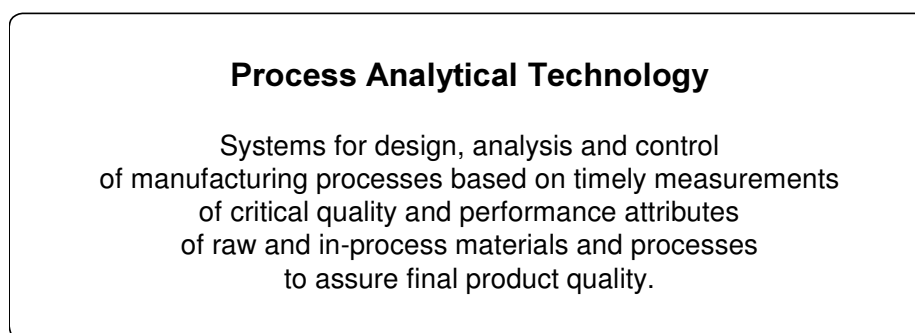 Process Analytical Technology
Systems for design, analysis and control
of manufacturing processes based on timely measurements
of critical quality and performance attributes
of raw and in-process materials and processes
to assure final product quality.